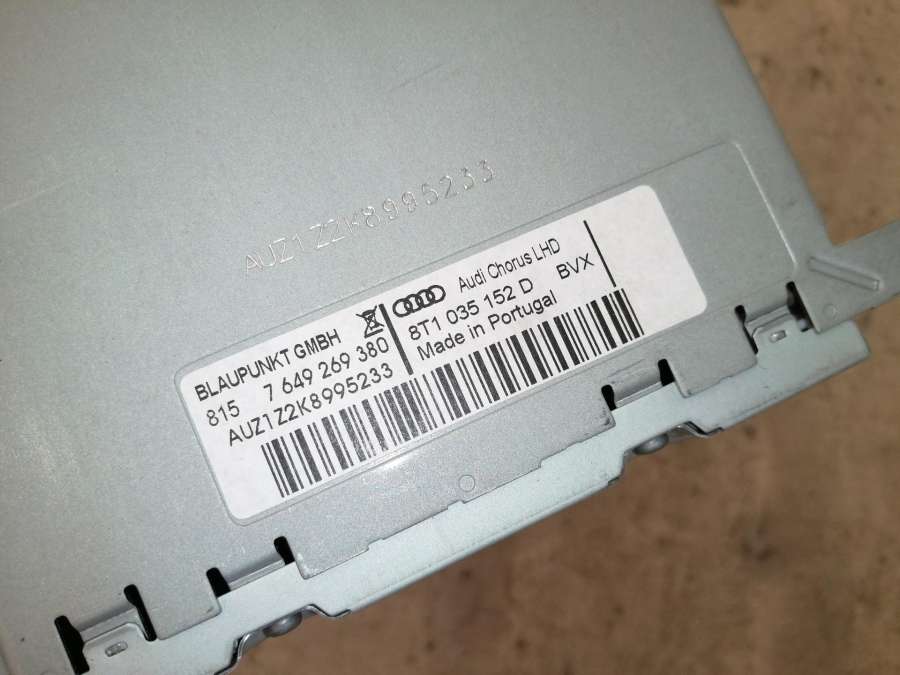 AUZ1Z2K8995233
BLAUPUNKT GMBH
815 7 649 269 380
AUZ1Z2K8995233
Audi Chorus LHD
8T1 035 152 D BVX
Made in Portugal